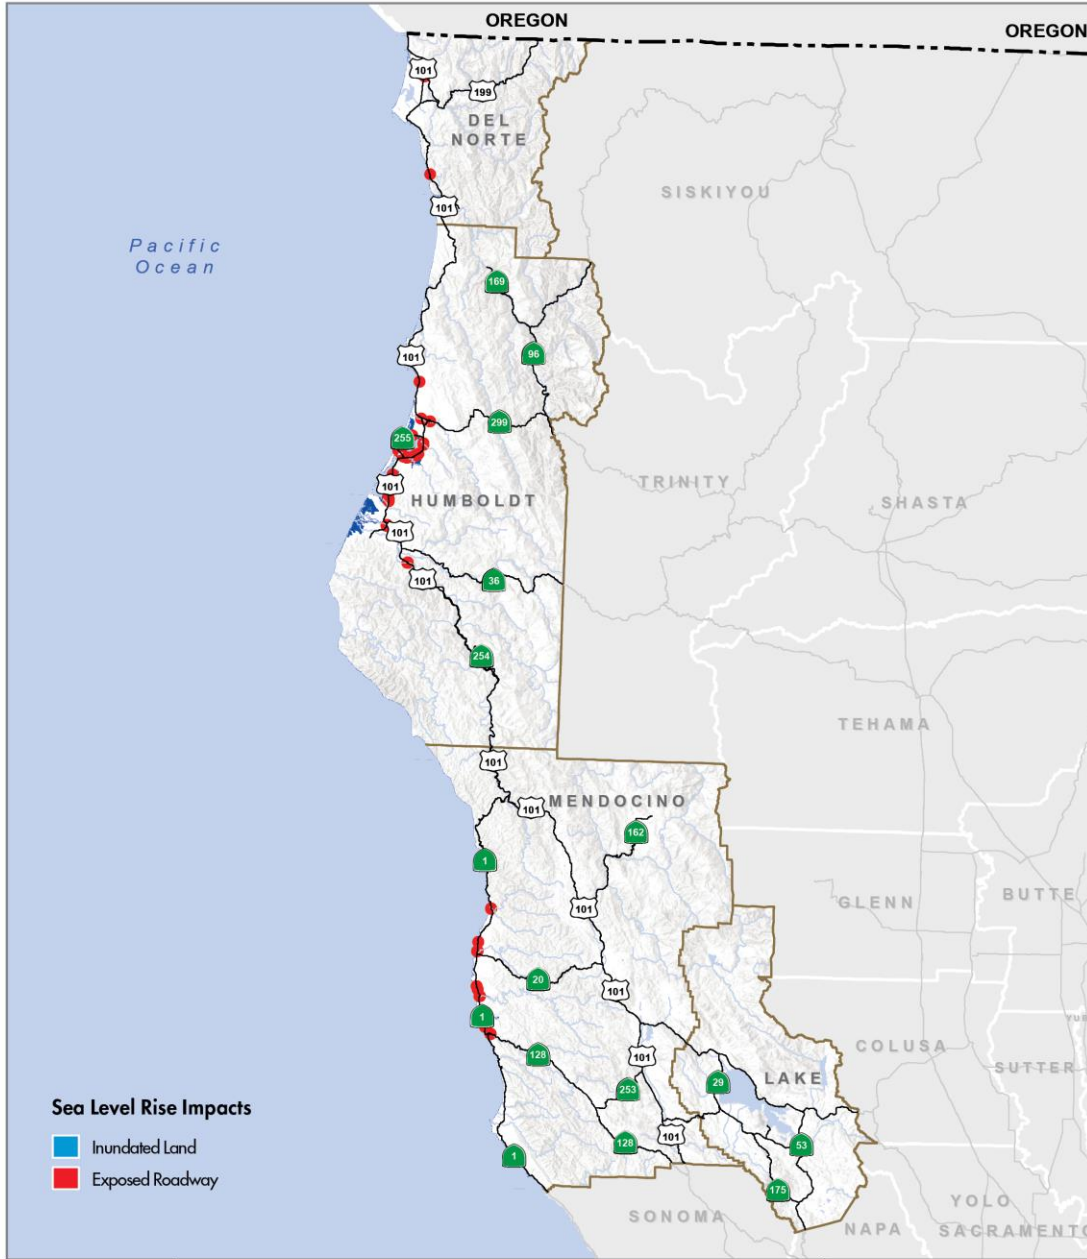 OREGON
OREGON
101
199
DEL
NORTE
SISKIYOU
101
Pacific
Ocean
169
101
96
299
255
TRINITY
101
HUMBOLDT
SHASTA
101
101
36
254
TEHAMA
101
MENDOCINO
101
162
1
GLENN
BUTTE
101
20
101
1
COLUSA
128
101
SUTTER
29
LAKE
253
Sea Level Rise Impacts
Inundated Land
101
128
53
1
Exposed Roadway
175
YOLO
SONOMA
NAPA
SACRAMENTO